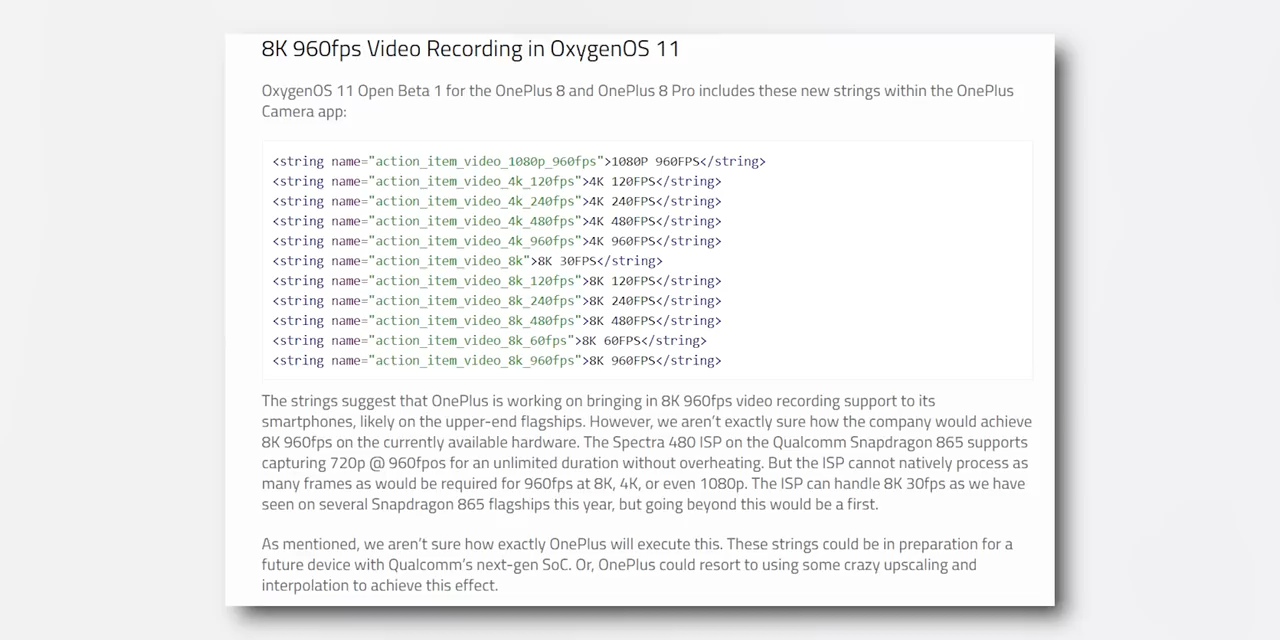 8K 960fps Video Recording in OxygenOS 11
OxygenOS 11 Open Beta 1 for the OnePlus 8 and OnePlus 8 Pro includes these new strings within the OnePlus
Camera app:
<string name="action_item_video_1080p_960fps">1080P 960FPS</string>
<string name="action_item_video_4k_120fps">4K 120FPS</string>
<string name="action_item_video_4k_240fps">4K 240FPS</string>
<string name="action_item_video_4k_480fps">4K 480FPS</string>
<string name="action_item_video_4k_960fps">4K 960FPS</string>
<string name="action_item_video_8k">8K 30FPS</string>
<string name="action_item_video_8k_120fps">8K 120FPS</string>
<string name="action_item_video_8k_240fps">8K 240FPS</string>
<string name="action_item_video_8k_480fps">8K 480FPS</string>
<string name="action_item_video_8k_60fps">8K 60FPS</string>
<string name="action_item_video_8k_960fps">8K 960FPS</string>
The strings suggest that OnePlus is working on bringing in 8K 960fps video recording support to its
smartphones, likely on the upper-end flagships. However, we aren't exactly sure how the company would achieve
8K 960fps on the currently available hardware. The Spectra 480 ISP on the Qualcomm Snapdragon 865 supports
capturing 720p @ 960fpos for an unlimited duration without overheating. But the ISP cannot natively process as
many frames as would be required for 960fps at 8K, 4K, or even 1080p. The ISP can handle 8K 30fps as we have
seen on several Snapdragon 865 flagships this year, but going beyond this would be a first.
As mentioned, we aren't sure how exactly OnePlus will execute this. These strings could be in preparation for a
future device with Qualcomm's next-gen SoC. Or, OnePlus could resort to using some crazy upscaling and
interpolation to achieve this effect.